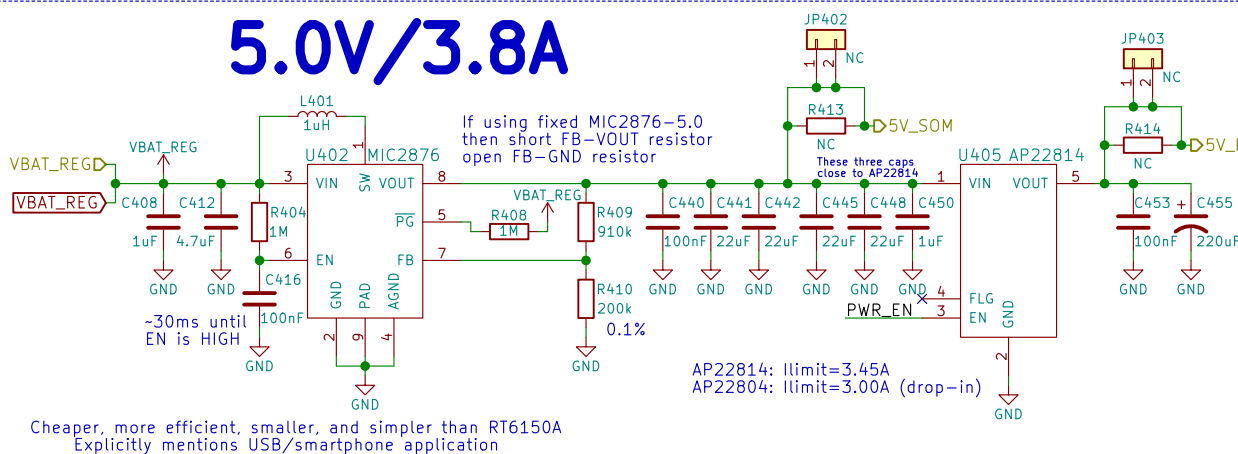 5.0V/3.8A
JP402
1
2
NC
JP403
1
2
NC
L401
1uH
If using fixed MIC2876-5.0
then short FB-VOUT resistor
open FB-GND resistor
R413
NC
5V_SOM
R414
NC
VBAT_REG
VBAT_REG
VBAT_REG
U402 MIC2876
1
SW
3
VIN
VOUT
8
These three caps
close to AP22814
U405 AP22814
1
VIN
VOUT
5
C408
1uF
GND
C412
4.7uF
GND
R404
1M
6
EN
C416
100nF
GND
~30ms until
EN is HIGH
PG
5
R408
1M
VBAT_REG
FB
7
R409
910k
R410
200k
0.1%
GND
GND
PAD
AGND
2
9
4
GND
C440
100nF
GND
C441
22uF
GND
C442
22uF
GND
C445
22uF
GND
C448
22uF
GND
C450
1uF
GND
PWR_EN
4
FLG
3
EN
GND
2
GND
C453
100nF
GND
C455
+
220uF
GND
AP22814: Ilimit=3.45A
AP22804: Ilimit=3.00A (drop-in)
Cheaper, more efficient, smaller, and simpler than RT6150A
Explicitly mentions USB/smartphone application